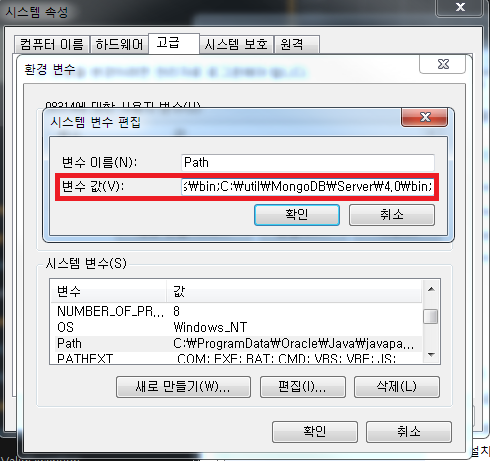 시스템 속성
컴퓨터 이름 하드웨어 고급 시스템 보호 원격
환경 변수
08314에 대한 사용자 변수(U)
시스템 변수 편집
변수 이름(N): Path
변수 값(V): s₩bin;C:₩util₩MongoDB₩Server₩4.0₩bin;
확인 취소
시스템 변수(S)
변수 값
NUMBER_OF_PR... 8
OS Windows_NT
Path C:₩ProgramData₩Oracle₩Java₩javapa...
PATHEXT .COM;.EXE;.BAT;.CMD;.VBS;.VBE;.JS;
새로 만들기(W)... 편집(I)... 삭제(L)
확인 취소
설치